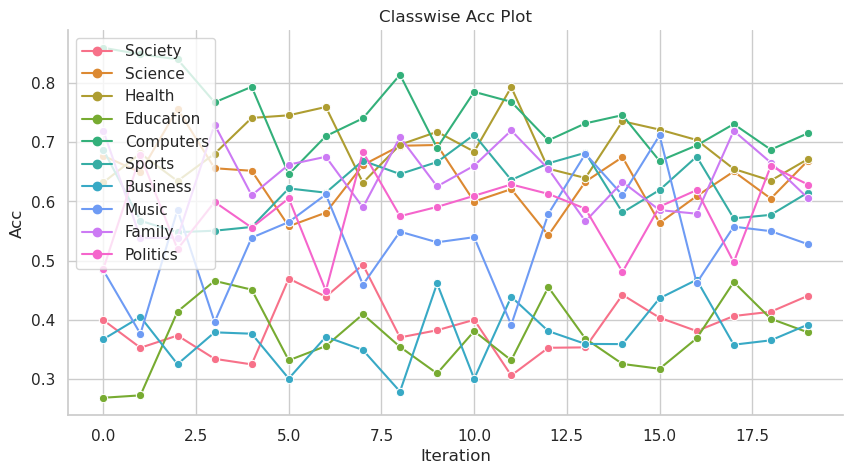 Classwise Acc Plot
Society
Science
Health
Education
Computers
Sports
Business
Music
Family
Politics
0.8
0.7
0.6
0.5
0.4
0.3
Acc
0.0
2.5
5.0
7.5
10.0
12.5
15.0
17.5
Iteration